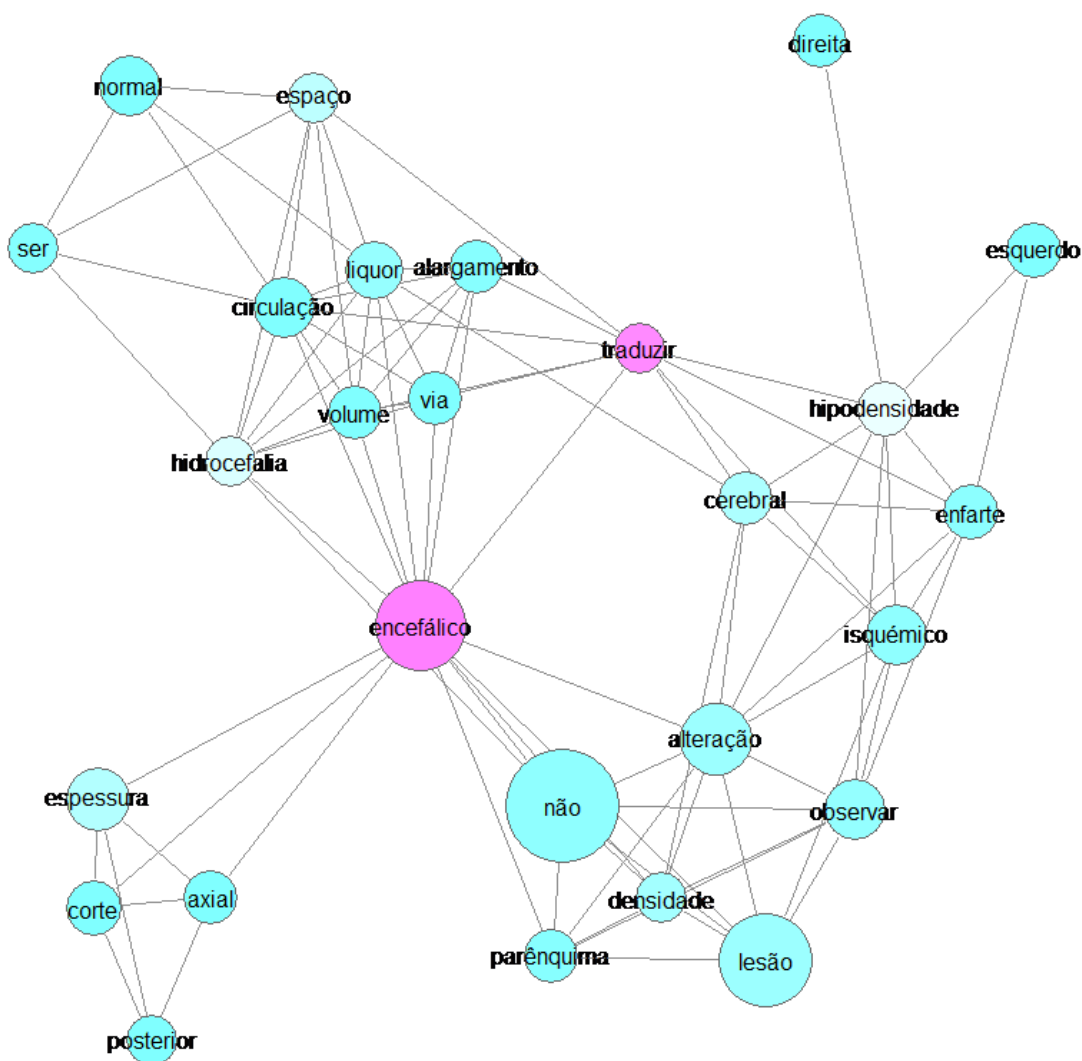 direita
normal
espaço
ser
esquerdo
liquor
alargamento
circulação
traduzir
via
volume
hipodensidade
hidrocefalia
cerebral
enfarte
encefálico
isquémico
alteração
espessura
não
observar
axial
corte
densidade
parênquima
lesão
posterior